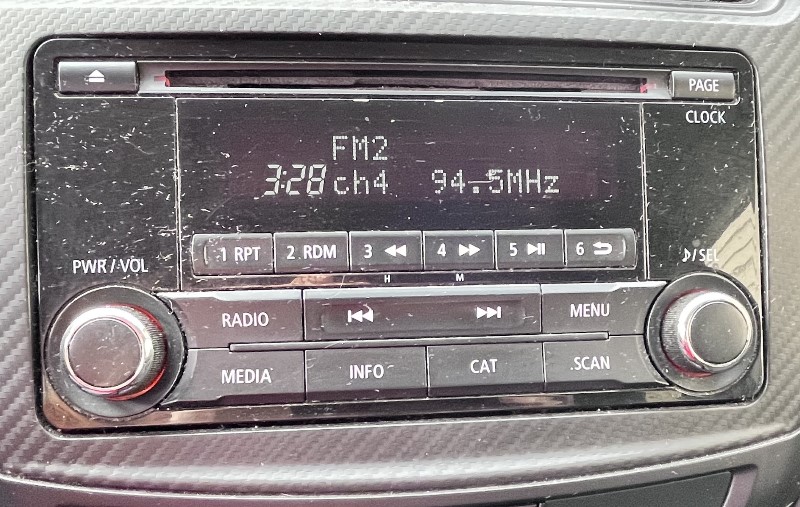 PAGE
CLOCK
FM2
3:28 ch4 94.5MHz
PWR/VOL
1 RPT 2 RDM 3 4 5 6
H M
♪/SEL
RADIO
MENU
MEDIA INFO CAT SCAN